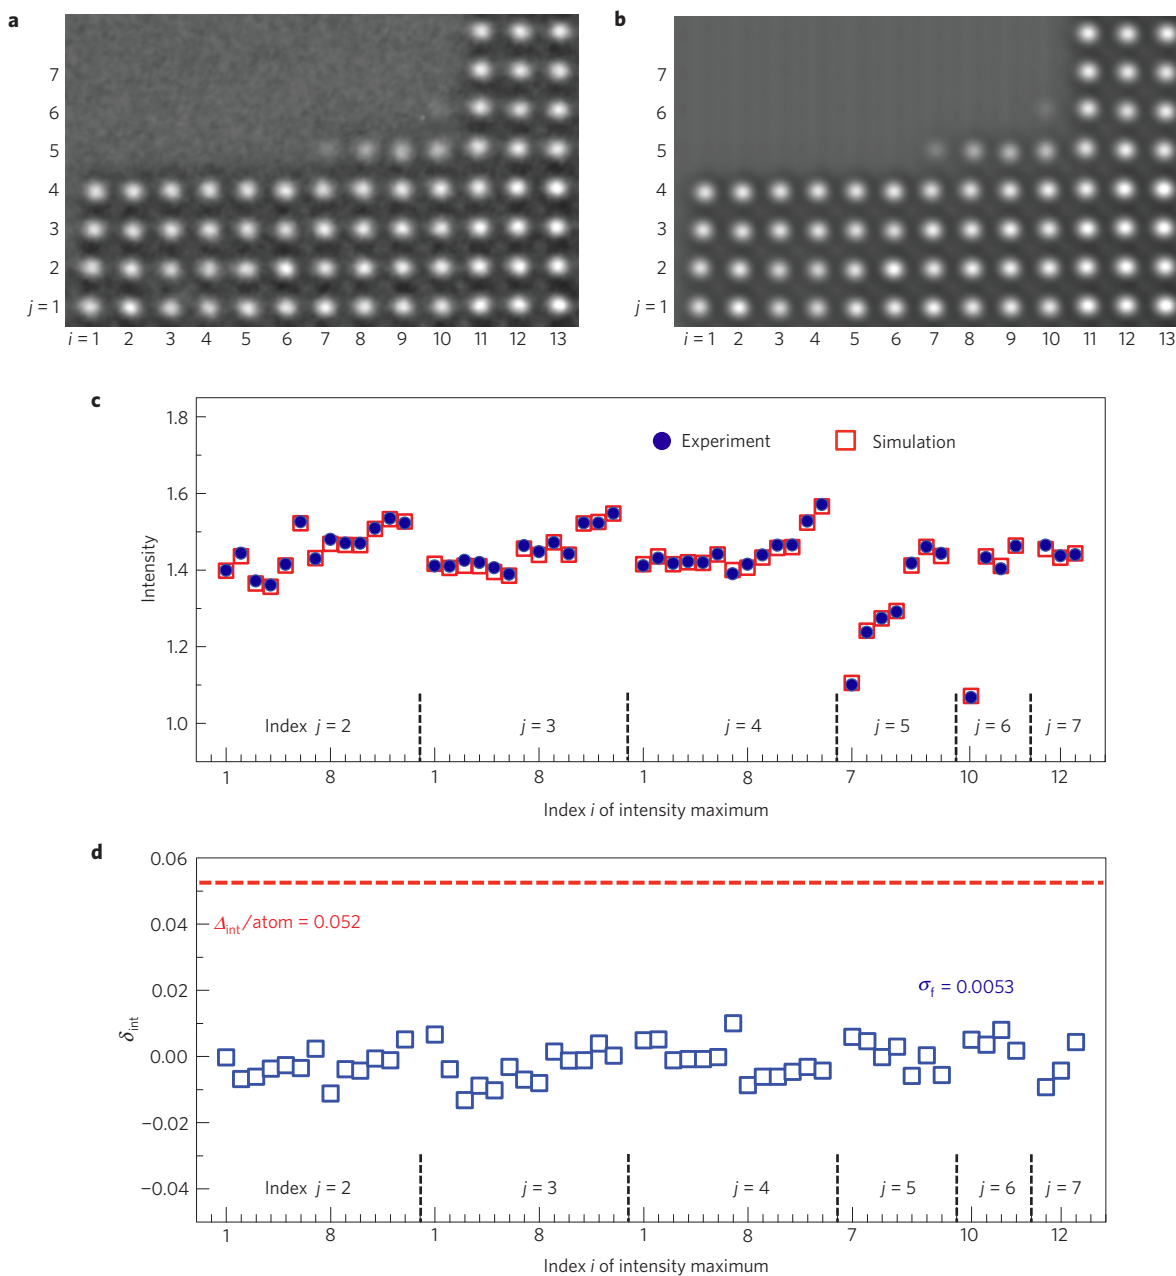 a
b
7
6
5
4
3
2
j = 1
i = 1 2 3 4 5 6 7 8 9 10 11 12 13
7
6
5
4
3
2
j = 1
i = 1 2 3 4 5 6 7 8 9 10 11 12 13
c
1.8
1.6
1.4
1.2
1.0
Intensity
Experiment
Simulation
Index j = 2
j = 3
j = 4
j = 5
j = 6
j = 7
1 8 1 8 1 8 7 10 12
Index i of intensity maximum
d
0.06
0.04
0.02
0.00
−0.02
−0.04
δint
Δint/atom = 0.052
σf = 0.0053
Index j = 2
j = 3
j = 4
j = 5
j = 6
j = 7
1 8 1 8 1 8 7 10 12
Index i of intensity maximum